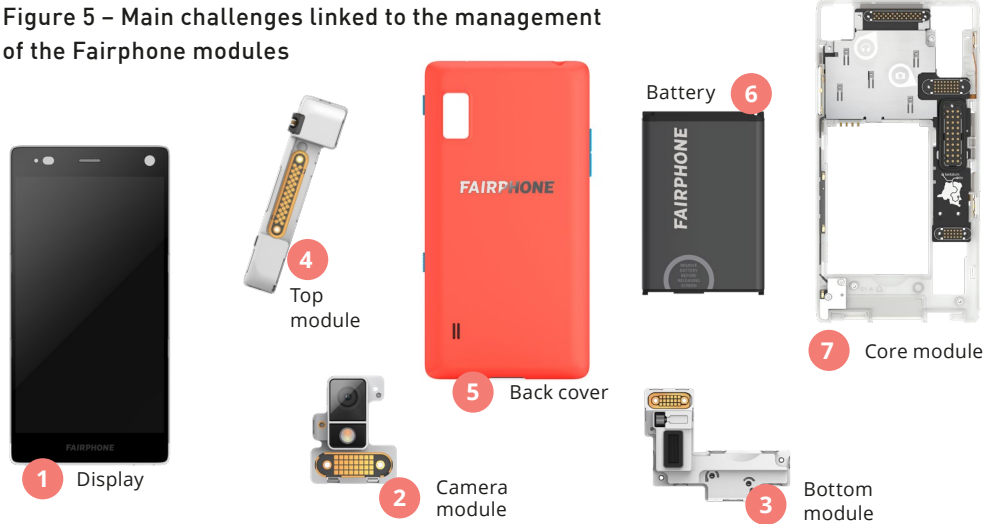 Figure 5 – Main challenges linked to the management
of the Fairphone modules
1 Display
FAIRPHONE
2 Camera
module
3 Bottom
module
4
Top
module
5 Back cover
FAIRPHONE
Battery 6
FAIRPHONE
7 Core module